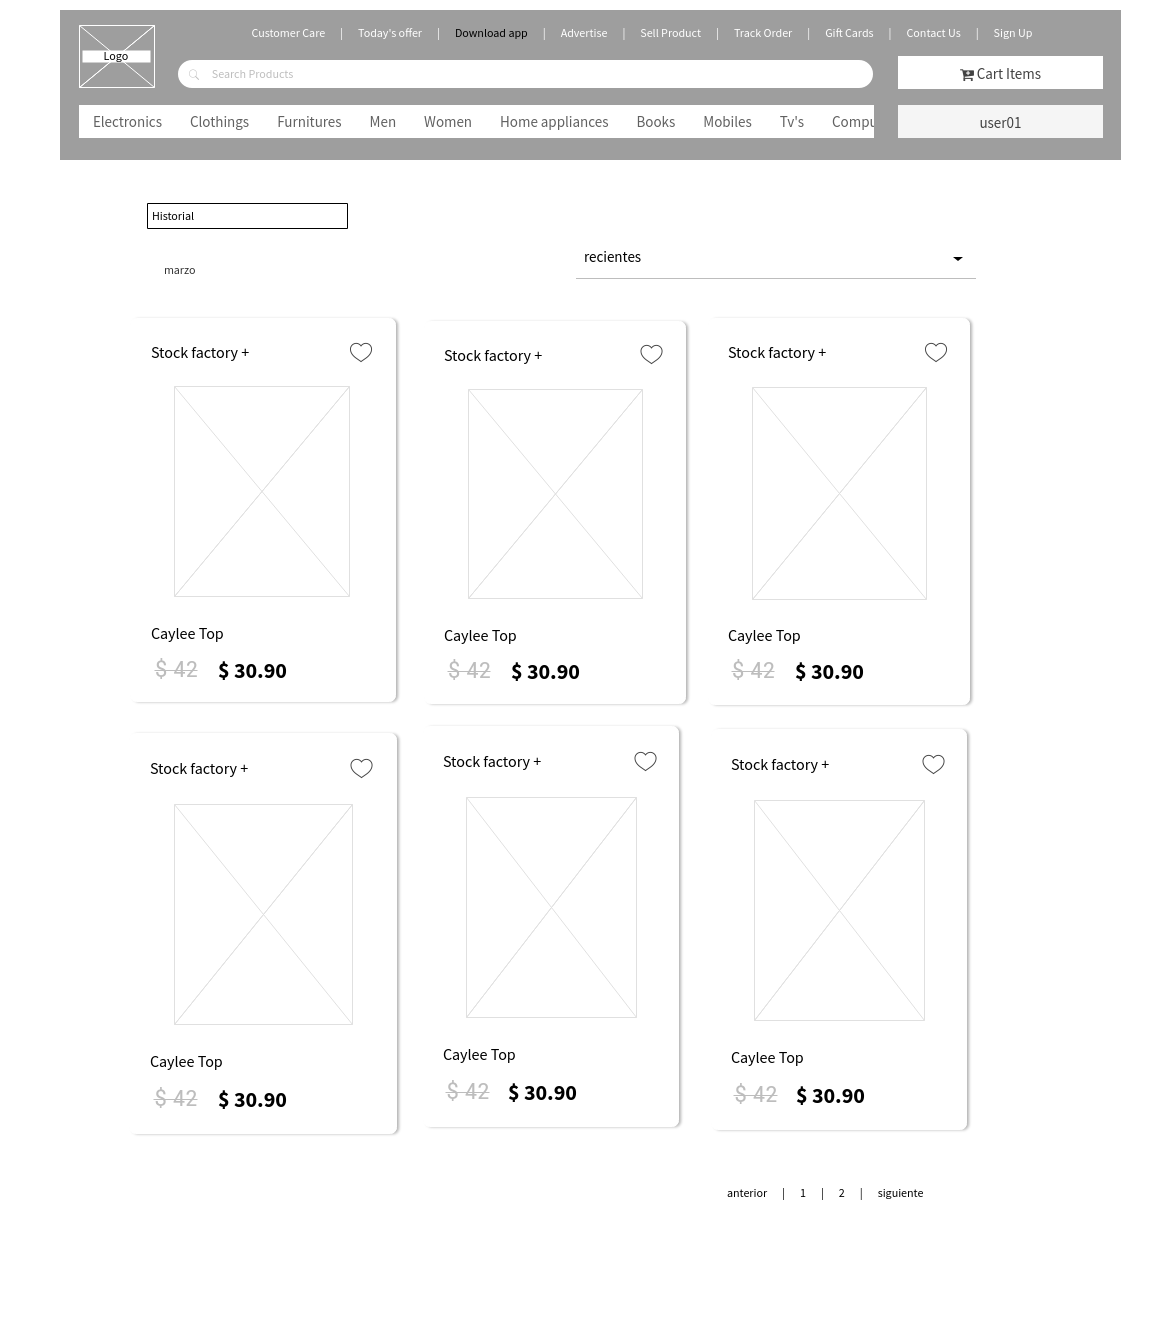 Customer Care | Today's offer | Download app | Advertise | Sell Product | Track Order | Gift Cards | Contact Us | Sign Up
Logo
Search Products
Cart Items
Electronics Clothings Furnitures Men Women Home appliances Books Mobiles Tv's Compu
user01
Historial
recientes
marzo
Stock factory + Stock factory + Stock factory +
Caylee Top Caylee Top Caylee Top
$ 42 $ 30.90 $ 42 $ 30.90 $ 42 $ 30.90
Stock factory + Stock factory + Stock factory +
Caylee Top Caylee Top Caylee Top
$ 42 $ 30.90 $ 42 $ 30.90 $ 42 $ 30.90
anterior | 1 | 2 | siguiente